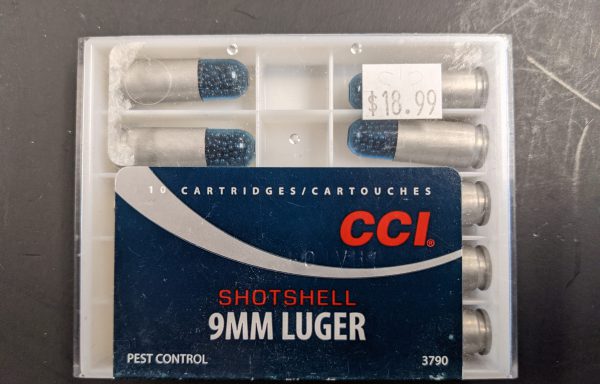 $18.99
10 CARTRIDGES/CARTOUCHES
CCI®
SHOTSHELL
9MM LUGER
PEST CONTROL 3790